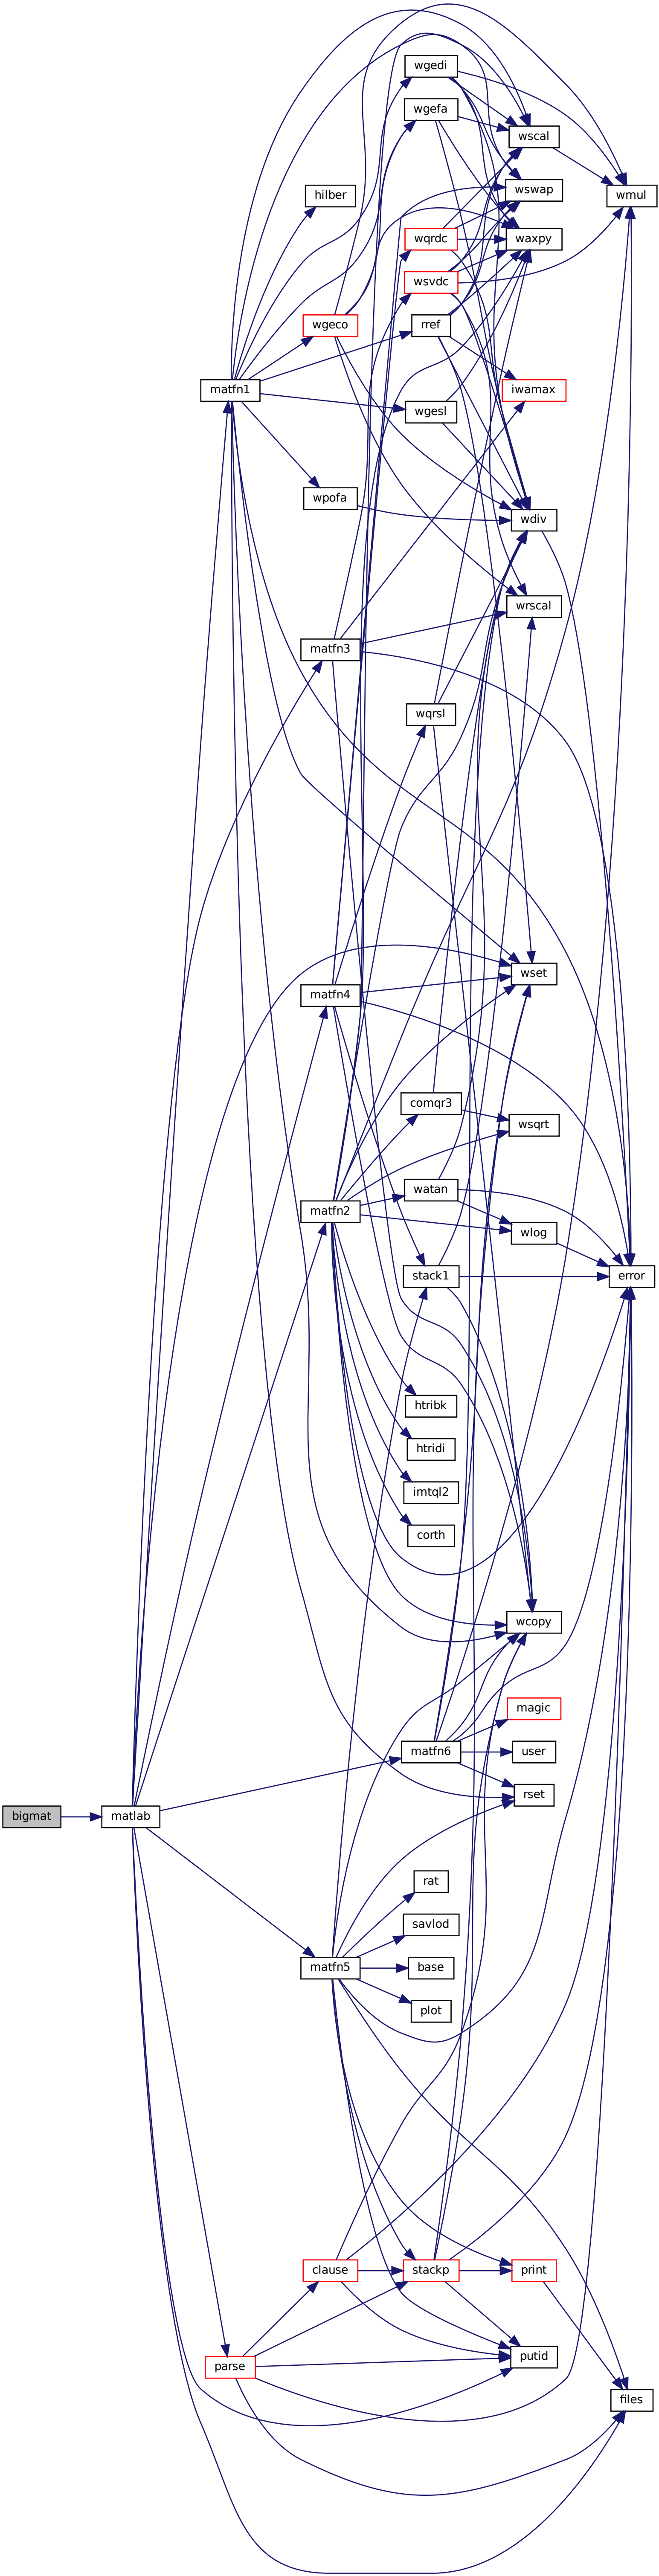 wgedi
wgefa
wscal
wswap
wmul
hilber
wqrdc
waxpy
wsvdc
wgeco
rref
matfn1
iwamax
wgesl
wpofa
wdiv
wrscal
matfn3
wqrsl
wset
matfn4
comqr3
wsqrt
watan
matfn2
wlog
stack1
error
htribk
htridi
imtql2
corth
wcopy
magic
matfn6
user
rset
bigmat
matlab
rat
savlod
matfn5
base
plot
clause
stackp
print
putid
parse
files